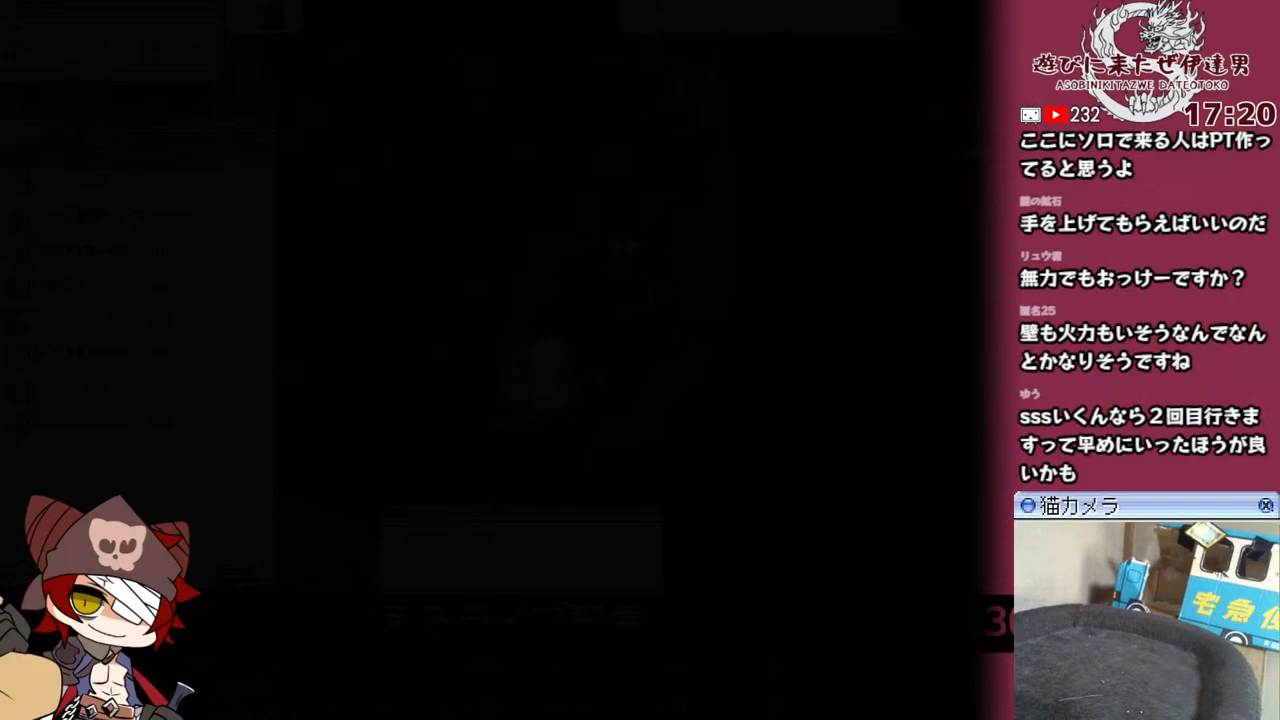 遊びに来たぜ伊達男
ASOBINIKITAZWE DATEOTOKO
232
17:20
ここにソロで来る人はPT作っ
てると思うよ
謎の鉱石
手を上げてもらえばいいのだ
リュウ君
無力でもおっけーですか？
匿名25
壁も火力もいそうなんでなん
とかなりそうですね
ゆう
sssいくんなら２回目行きま
すって早めにいったほうが良
いかも
猫カメラ
宅急